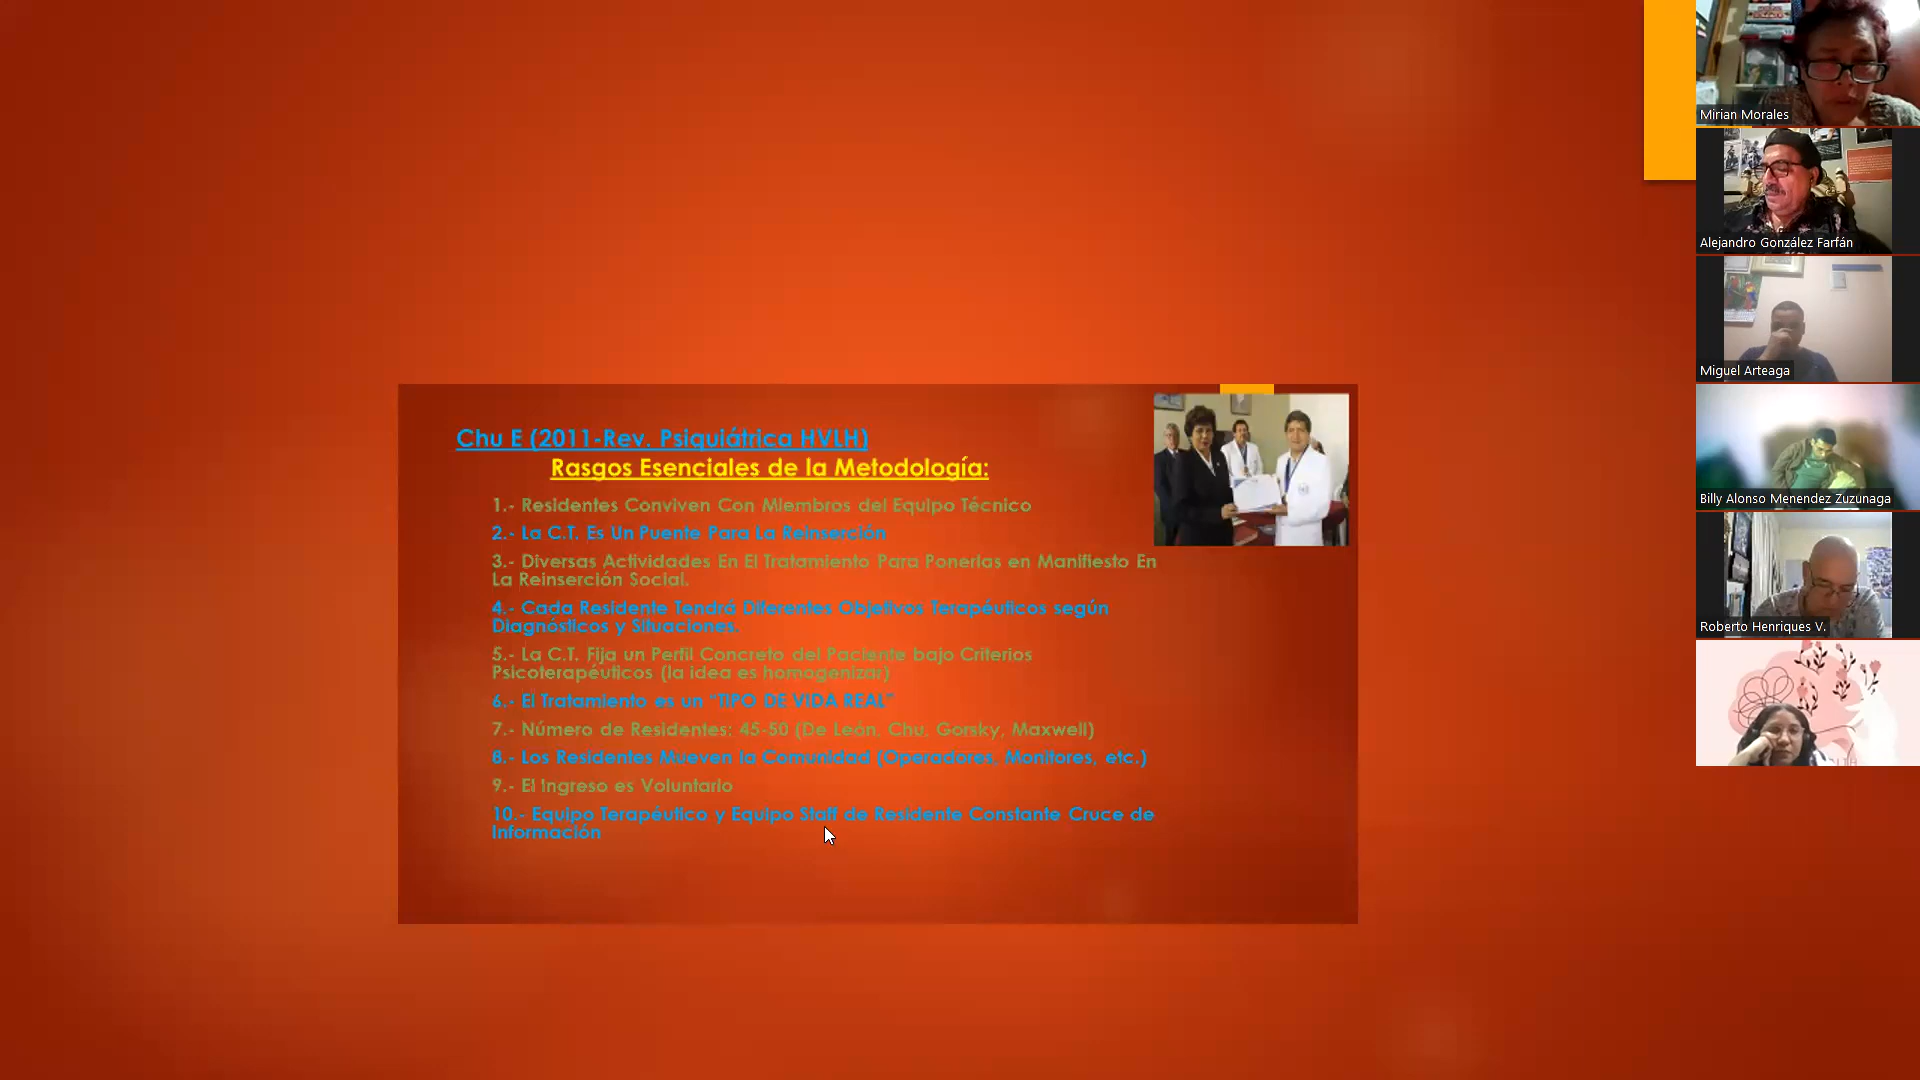 Chu E (2011-Rev. Psiquiátrica HVLH)
Rasgos Esenciales de la Metodología:
1.- Residentes Conviven Con Miembros del Equipo Técnico
2.- La C.T. Es Un Puente Para La Reinserción
3.- Diversas Actividades En El Tratamiento Para Ponerlas en Manifiesto En
La Reinserción Social.
4.- Cada Residente Tendrá Diferentes Objetivos Terapéuticos según
Diagnósticos y Situaciones.
5.- La C.T. Fija un Perfil Concreto del Paciente bajo Criterios
Psicoterapéuticos (la idea es homogenizar)
6.- El Tratamiento es un "TIPO DE VIDA REAL"
7.- Número de Residentes: 45-50 (De León, Chu, Gorsky, Maxwell)
8.- Los Residentes Mueven la Comunidad (Operadores, Monitores, etc.)
9.- El Ingreso es Voluntario
10.- Equipo Terapéutico y Equipo Staff de Residente Constante Cruce de
Información
Mirian Morales
Alejandro González Farfán
Miguel Arteaga
Billy Alonso Menendez Zuzunaga
Roberto Henriques V.